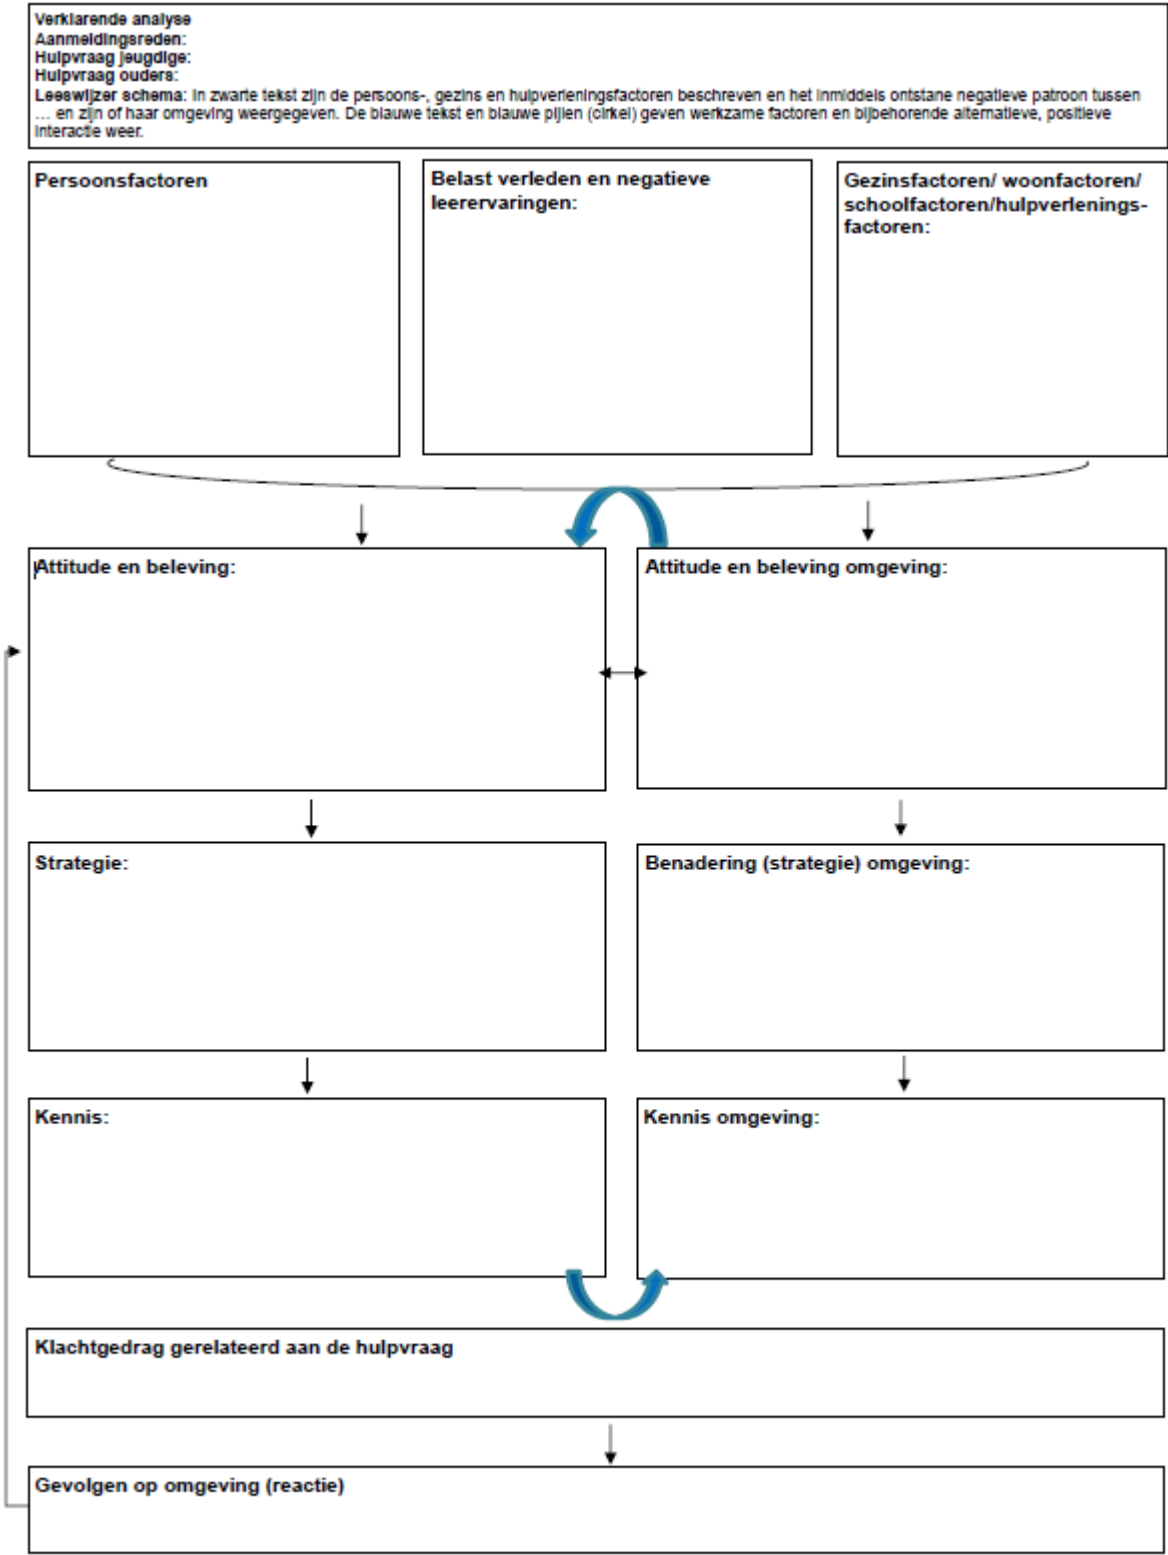 Verklarende analyse
Aanmeldingsreden:
Hulpvraag jeugdige:
Hulpvraag ouders:
Leeswijzer schema: In zwarte tekst zijn de persoons-, gezins en hulpverleningsfactoren beschreven en het inmiddels ontstane negatieve patroon tussen
… en zijn of haar omgeving weergegeven. De blauwe tekst en blauwe pijlen (cirkel) geven werkzame factoren en bijbehorende alternatieve, positieve
interactie weer.
Persoonsfactoren
Belast verleden en negatieve
leerervaringen:
Gezinsfactoren/ woonfactoren/
schoolfactoren/hulpverlenings-
factoren:
Attitude en beleving:
Attitude en beleving omgeving:
Strategie:
Benadering (strategie) omgeving:
Kennis:
Kennis omgeving:
Klachtgedrag gerelateerd aan de hulpvraag
Gevolgen op omgeving (reactie)